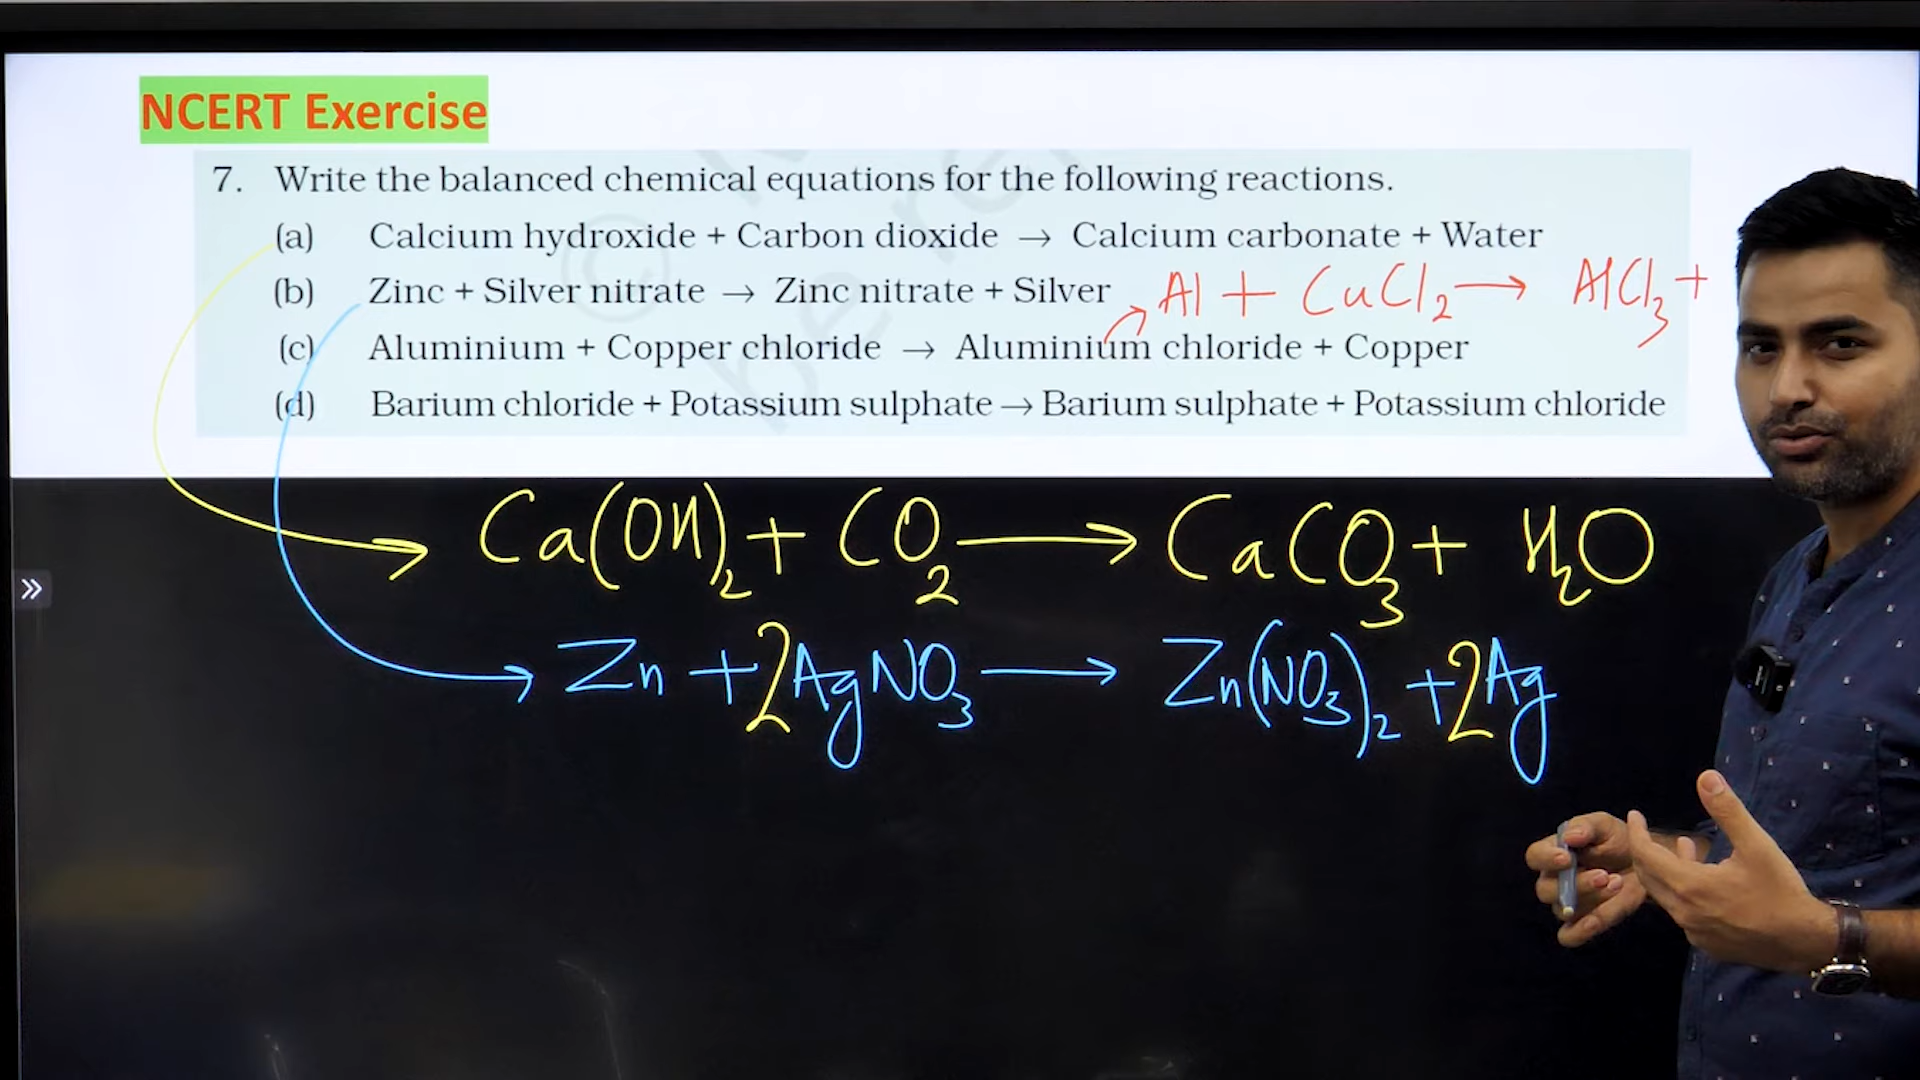 NCERT Exercise
7. Write the balanced chemical equations for the following reactions.
(a) Calcium hydroxide + Carbon dioxide → Calcium carbonate + Water
(b) Zinc + Silver nitrate → Zinc nitrate + Silver
Al + CuCl₂ → AlCl₃ +
(c) Aluminium + Copper chloride → Aluminium chloride + Copper
(d) Barium chloride + Potassium sulphate → Barium sulphate + Potassium chloride
Ca(OH)₂ + CO₂ → CaCO₃ + H₂O
Zn + 2AgNO₃ → Zn(NO₃)₂ + 2Ag